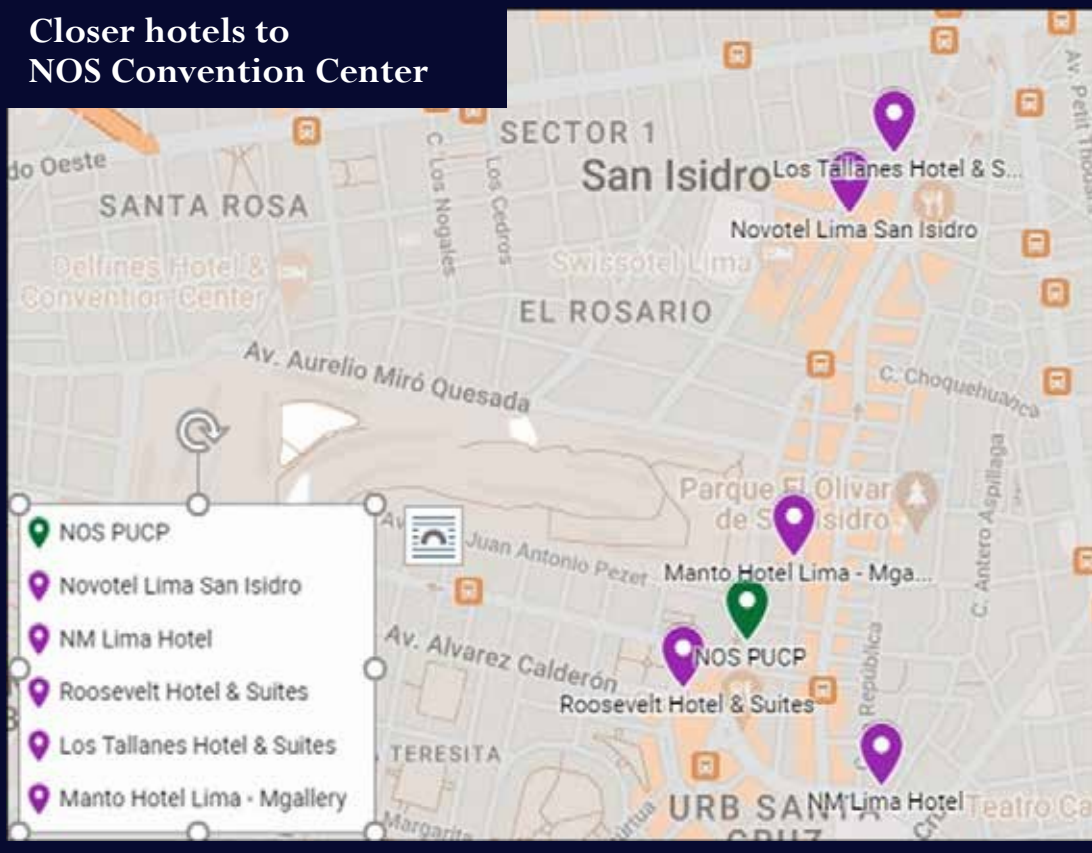 Closer hotels to
NOS Convention Center
SECTOR 1
San Isidro
Los Tallanes Hotel & S...
Novotel Lima San Isidro
do Oeste
SANTA ROSA
C. Los Nogales
Los Cedros
Delfines Hotel &
Convention Center
Swissotel Lima
EL ROSARIO
Av. Aurelio Miró Quesada
C. Choquehuanca
Parque El Olivar
de S Isidro
C. Antero Aspillaga
Manto Hotel Lima - Mga...
Juan Antonio Pezet
NOS PUCP
Av. Alvarez Calderón
Roosevelt Hotel & Suites
República
TERESITA
NM Lima Hotel
URB SANTA
CRUZ
Teatro Ca
Margarita
NOS PUCP
Novotel Lima San Isidro
NM Lima Hotel
Roosevelt Hotel & Suites
Los Tallanes Hotel & Suites
Manto Hotel Lima - Mgallery